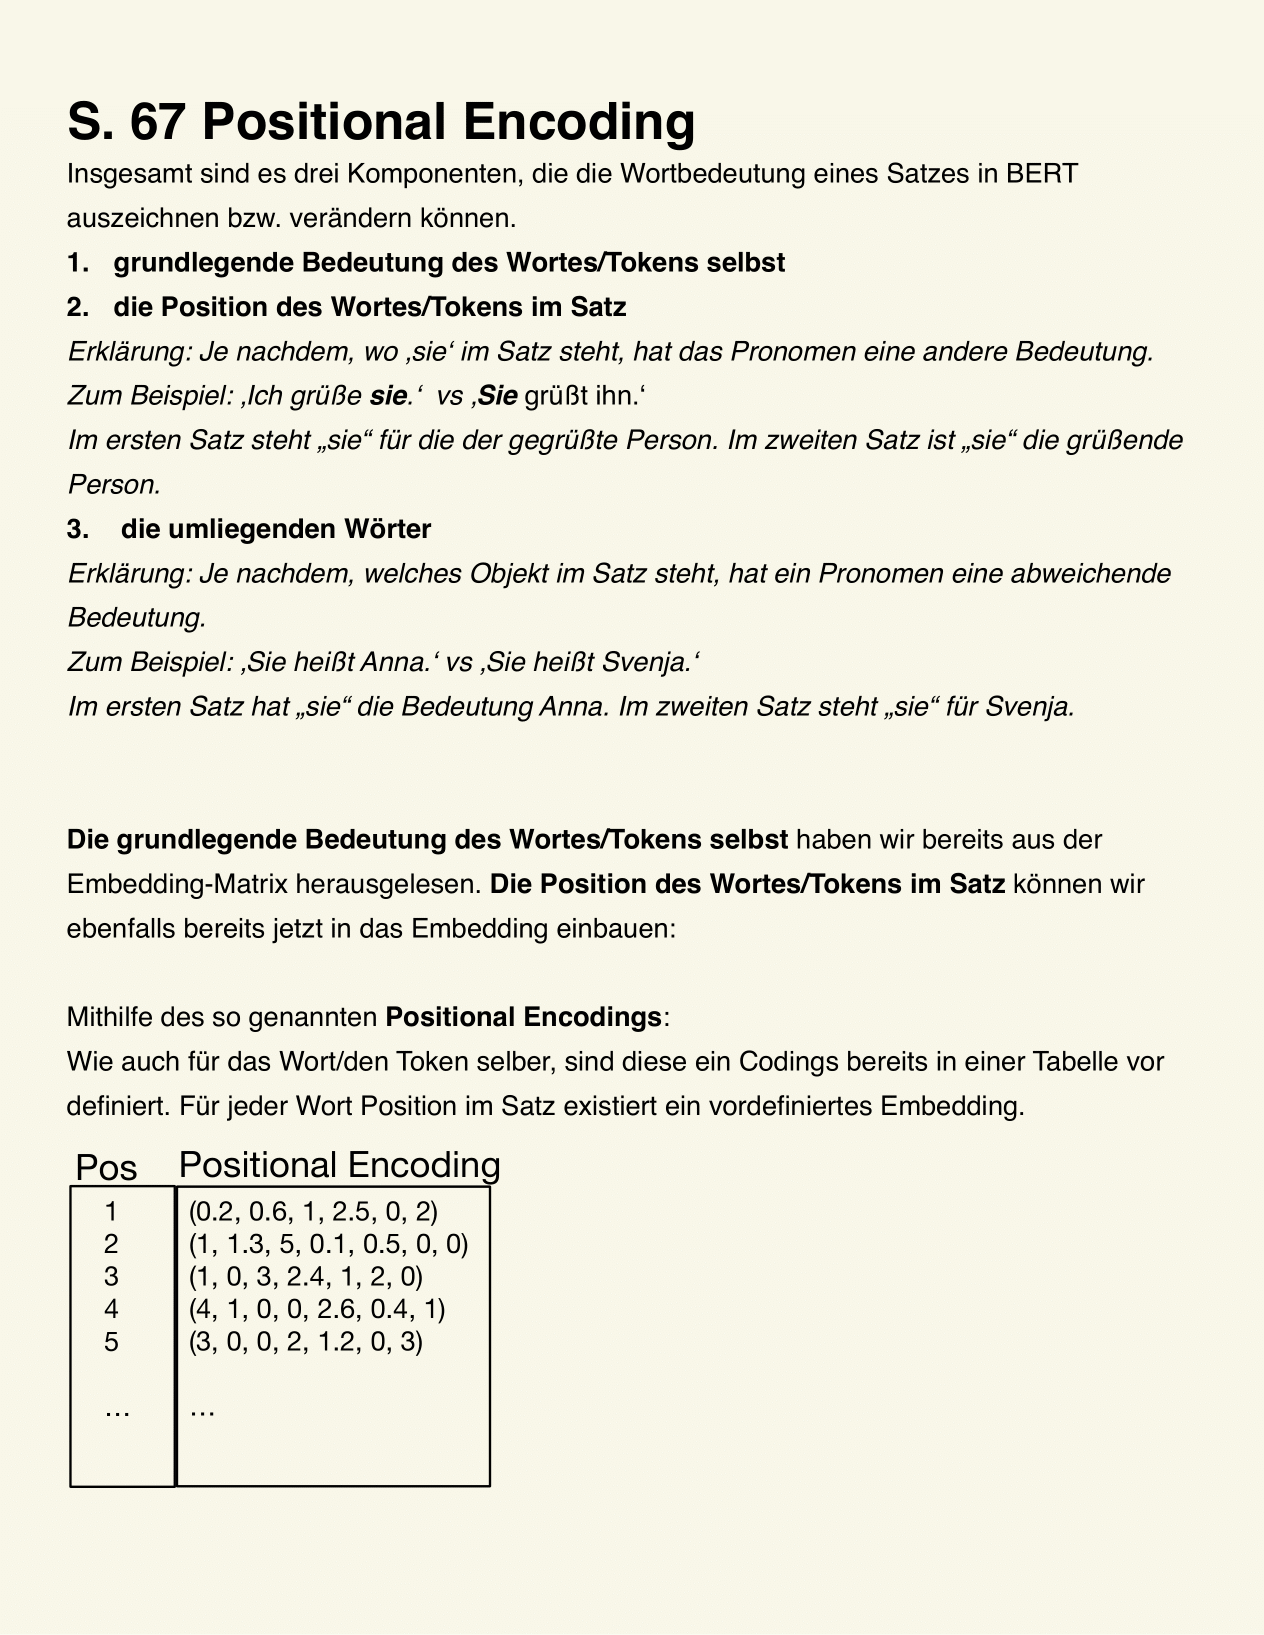 S. 67 Positional Encoding
Insgesamt sind es drei Komponenten, die die Wortbedeutung eines Satzes in BERT
auszeichnen bzw. verändern können.
1. grundlegende Bedeutung des Wortes/Tokens selbst
2. die Position des Wortes/Tokens im Satz
Erklärung: Je nachdem, wo ‚sie‘ im Satz steht, hat das Pronomen eine andere Bedeutung.
Zum Beispiel: ‚Ich grüße sie.‘ vs ‚Sie grüßt ihn.‘
Im ersten Satz steht „sie“ für die der gegrüßte Person. Im zweiten Satz ist „sie“ die grüßende
Person.
3. die umliegenden Wörter
Erklärung: Je nachdem, welches Objekt im Satz steht, hat ein Pronomen eine abweichende
Bedeutung.
Zum Beispiel: ‚Sie heißt Anna.‘ vs ‚Sie heißt Svenja.‘
Im ersten Satz hat „sie“ die Bedeutung Anna. Im zweiten Satz steht „sie“ für Svenja.
Die grundlegende Bedeutung des Wortes/Tokens selbst haben wir bereits aus der
Embedding-Matrix herausgelesen. Die Position des Wortes/Tokens im Satz können wir
ebenfalls bereits jetzt in das Embedding einbauen:
Mithilfe des so genannten Positional Encodings:
Wie auch für das Wort/den Token selber, sind diese ein Codings bereits in einer Tabelle vor
definiert. Für jeder Wort Position im Satz existiert ein vordefiniertes Embedding.
Pos Positional Encoding
1 (0.2, 0.6, 1, 2.5, 0, 2)
2 (1, 1.3, 5, 0.1, 0.5, 0, 0)
3 (1, 0, 3, 2.4, 1, 2, 0)
4 (4, 1, 0, 0, 2.6, 0.4, 1)
5 (3, 0, 0, 2, 1.2, 0, 3)
... ...